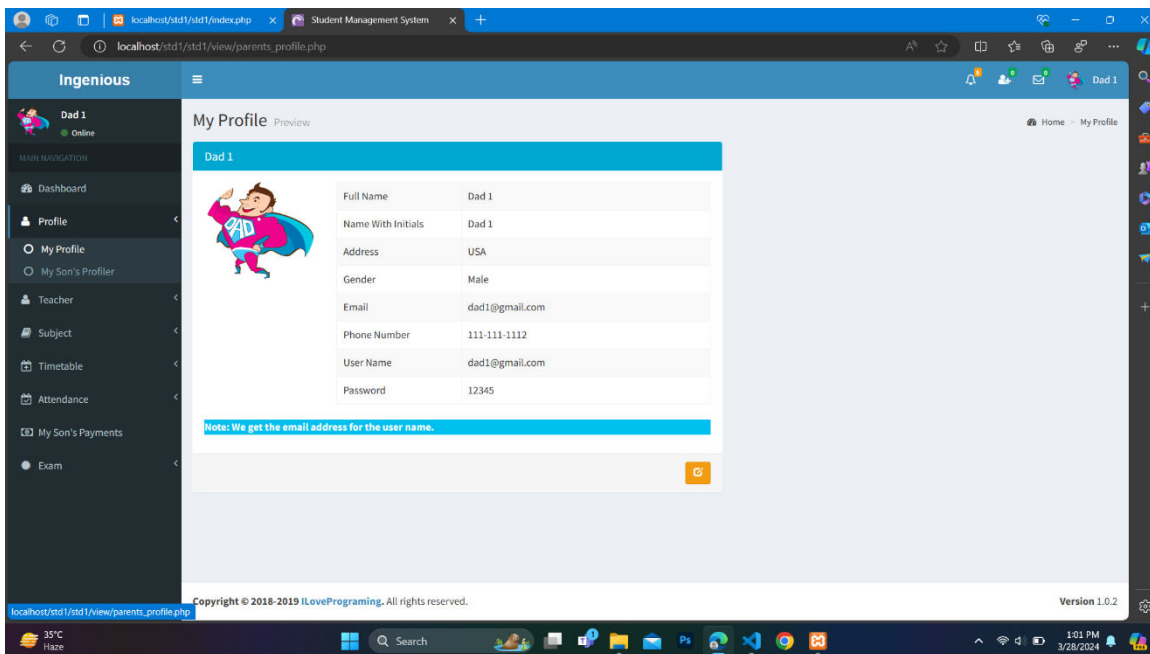 localhost/std1/std1/index.php
Student Management System
localhost/std1/std1/view/parents_profile.php
Ingenious
Dad 1
Dad 1
Online
MAIN NAVIGATION
Dashboard
Profile
My Profile
My Son's Profiler
Teacher
Subject
Timetable
Attendance
My Son's Payments
Exam
My Profile Preview
Home > My Profile
Dad 1
DAD
Full Name Dad 1
Name With Initials Dad 1
Address USA
Gender Male
Email dad1@gmail.com
Phone Number 111-111-1112
User Name dad1@gmail.com
Password 12345
Note: We get the email address for the user name.
Copyright © 2018-2019 ILovePrograming. All rights reserved.
Version 1.0.2
localhost/std1/std1/view/parents_profile.php
35°C
Haze
Search
Ps
1:01 PM
3/28/2024